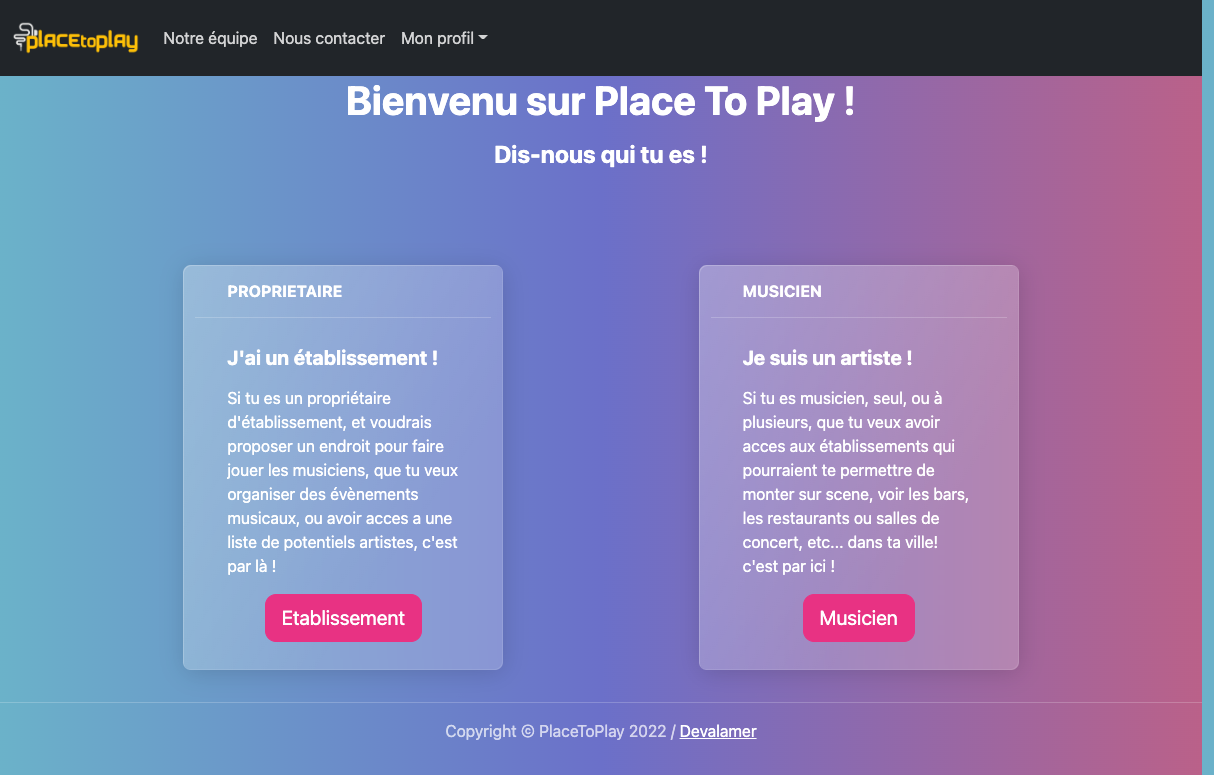 PLACEtoPLAY
Notre équipe Nous contacter Mon profil
Bienvenu sur Place To Play !
Dis-nous qui tu es !
PROPRIETAIRE
J'ai un établissement !
Si tu es un propriétaire
d'établissement, et voudrais
proposer un endroit pour faire
jouer les musiciens, que tu veux
organiser des évènements
musicaux, ou avoir acces a une
liste de potentiels artistes, c'est
par là !
Etablissement
MUSICIEN
Je suis un artiste !
Si tu es musicien, seul, ou à
plusieurs, que tu veux avoir
acces aux établissements qui
pourraient te permettre de
monter sur scene, voir les bars,
les restaurants ou salles de
concert, etc... dans ta ville!
c'est par ici !
Musicien
Copyright © PlaceToPlay 2022 / Devalamer